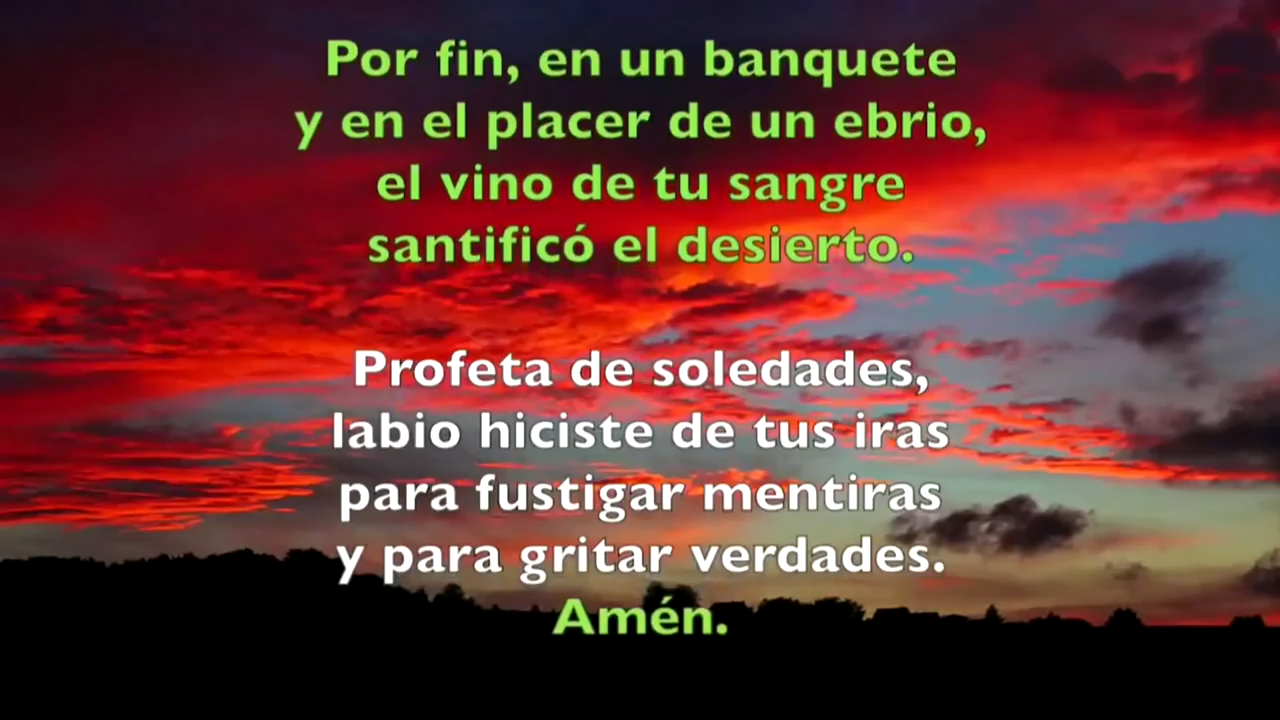 Por fin, en un banquete
y en el placer de un ebrio,
el vino de tu sangre
santificó el desierto.
Profeta de soledades,
labio hiciste de tus iras
para fustigar mentiras
y para gritar verdades.
Amén.